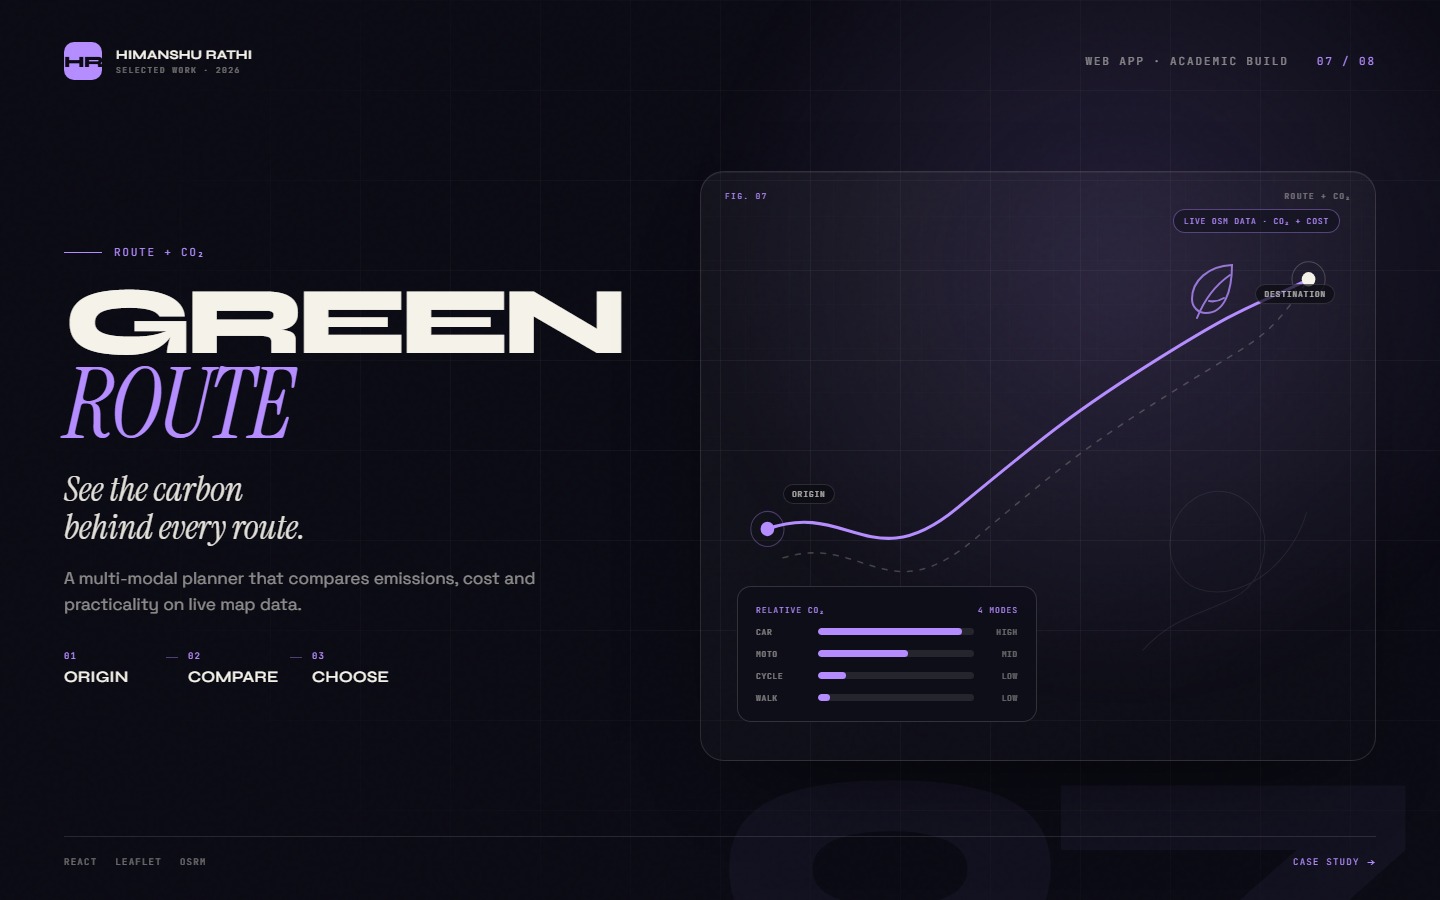 HR
HIMANSHU RATHI
SELECTED WORK · 2026
WEB APP · ACADEMIC BUILD
07 / 08
ROUTE + CO₂
GREEN
ROUTE
See the carbon
behind every route.
A multi-modal planner that compares emissions, cost and
practicality on live map data.
01
ORIGIN
02
COMPARE
03
CHOOSE
FIG. 07
ROUTE + CO₂
LIVE OSM DATA · CO₂ + COST
DESTINATION
ORIGIN
RELATIVE CO₂
4 MODES
CAR HIGH
MOTO MID
CYCLE LOW
WALK LOW
07
REACT LEAFLET OSRM
CASE STUDY →